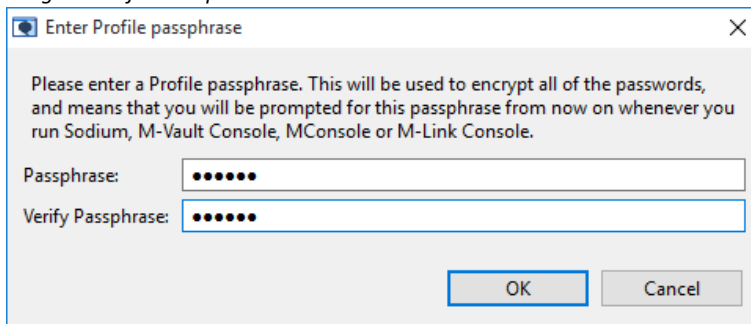 Enter Profile passphrase
Please enter a Profile passphrase. This will be used to encrypt all of the passwords,
and means that you will be prompted for this passphrase from now on whenever you
run Sodium, M-Vault Console, MConsole or M-Link Console.
Passphrase: ●●●●●●
Verify Passphrase: ●●●●●●
OK Cancel